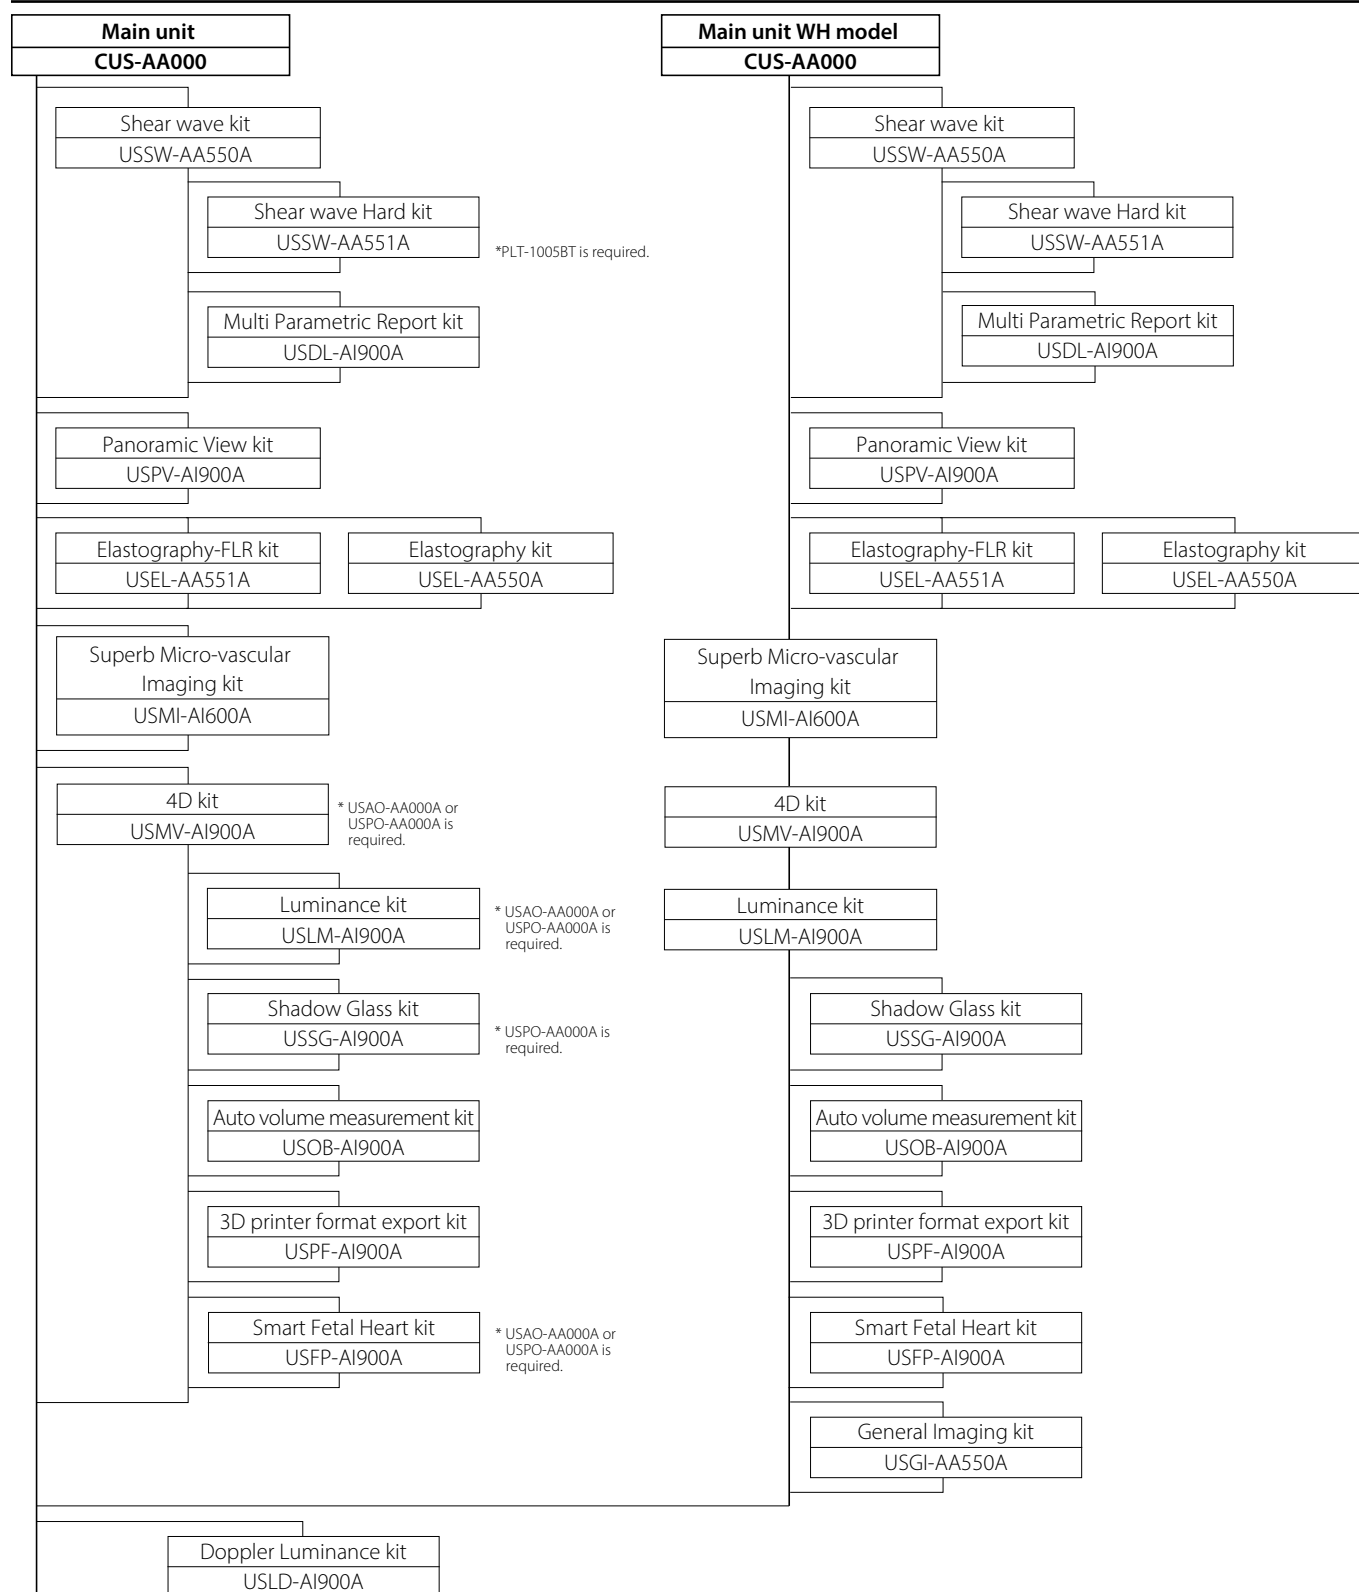 Main unit
CUS-AA000
Shear wave kit
USSW-AA550A
Shear wave Hard kit
USSW-AA551A
*PLT-1005BT is required.
Multi Parametric Report kit
USDL-AI900A
Panoramic View kit
USPV-AI900A
Elastography-FLR kit
USEL-AA551A
Elastography kit
USEL-AA550A
Superb Micro-vascular
Imaging kit
USMI-AI600A
4D kit
USMV-AI900A
* USAO-AA000A or
USPO-AA000A is
required.
Luminance kit
USLM-AI900A
* USAO-AA000A or
USPO-AA000A is
required.
Shadow Glass kit
USSG-AI900A
* USPO-AA000A is
required.
Auto volume measurement kit
USOB-AI900A
3D printer format export kit
USPF-AI900A
Smart Fetal Heart kit
USFP-AI900A
* USAO-AA000A or
USPO-AA000A is
required.
Main unit WH model
CUS-AA000
Shear wave kit
USSW-AA550A
Shear wave Hard kit
USSW-AA551A
Multi Parametric Report kit
USDL-AI900A
Panoramic View kit
USPV-AI900A
Elastography-FLR kit
USEL-AA551A
Elastography kit
USEL-AA550A
Superb Micro-vascular
Imaging kit
USMI-AI600A
4D kit
USMV-AI900A
Luminance kit
USLM-AI900A
Shadow Glass kit
USSG-AI900A
Auto volume measurement kit
USOB-AI900A
3D printer format export kit
USPF-AI900A
Smart Fetal Heart kit
USFP-AI900A
General Imaging kit
USGI-AA550A
Doppler Luminance kit
USLD-AI900A